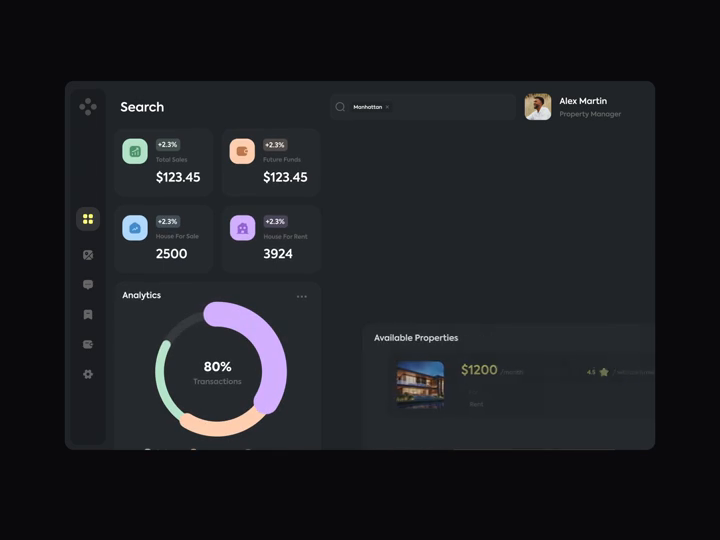 Search
Manhattan ×
Alex Martin
Property Manager
+2.3%
Total Sales
$123.45
+2.3%
Future Funds
$123.45
+2.3%
House For Sale
2500
+2.3%
House For Rent
3924
Analytics
80%
Transactions
Available Properties
$1200 /month
4.5
Rent